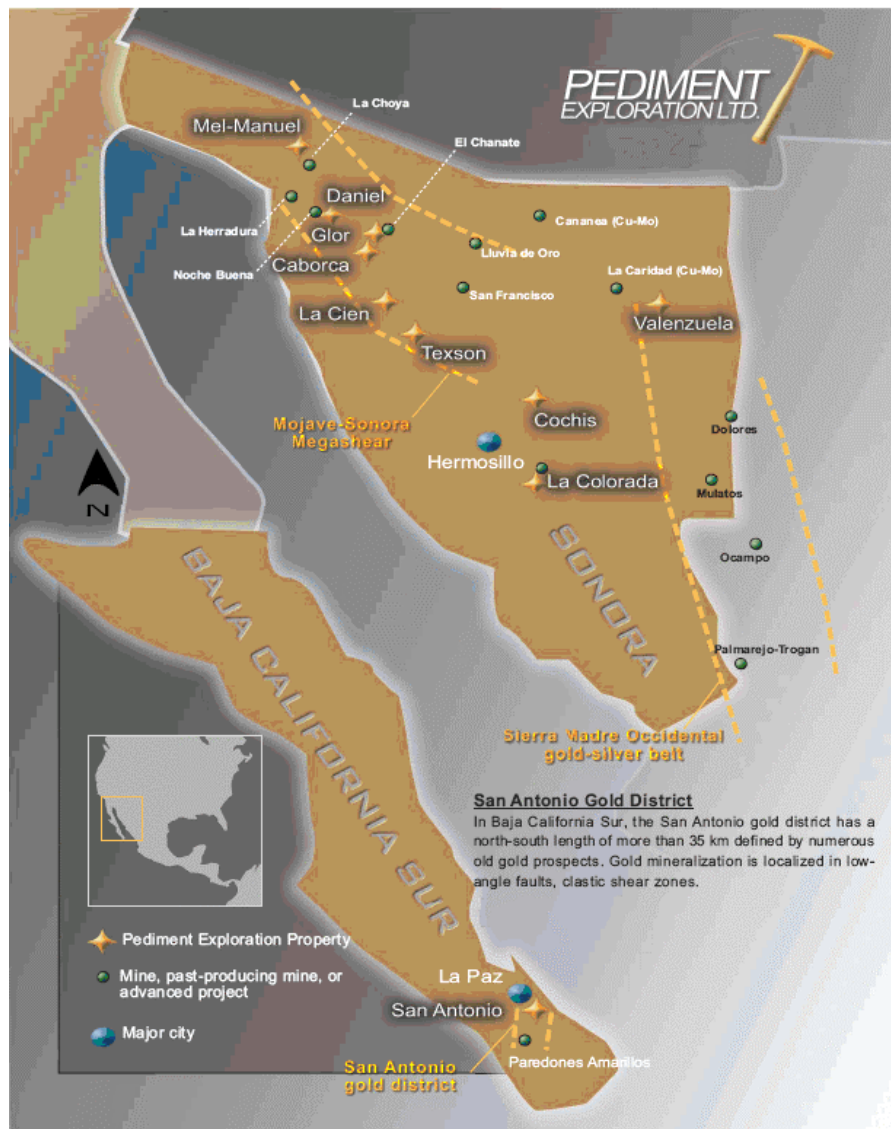 PEDIMENT
EXPLORATION LTD.
La Choya
Mel-Manuel
El Chanate
Daniel
La Herradura
Glor
Cananea (Cu-Mo)
Lluvia de Oro
Noche Buena
Caborca
La Caridad (Cu-Mo)
San Francisco
La Cien
Valenzuela
Texson
Mojave-Sonora
Megashear
Cochis
Dolores
Hermosillo
La Colorada
Mulatos
N
SONORA
Ocampo
BAJA CALIFORNIA SUR
Palmarejo-Trogan
Sierra Madre Occidental
gold-silver belt
San Antonio Gold District
In Baja California Sur, the San Antonio gold district has a
north-south length of more than 35 km defined by numerous
old gold prospects. Gold mineralization is localized in low-
angle faults, clastic shear zones.
Pediment Exploration Property
Mine, past-producing mine, or
advanced project
Major city
La Paz
San Antonio
Paredones Amarillos
San Antonio
gold district